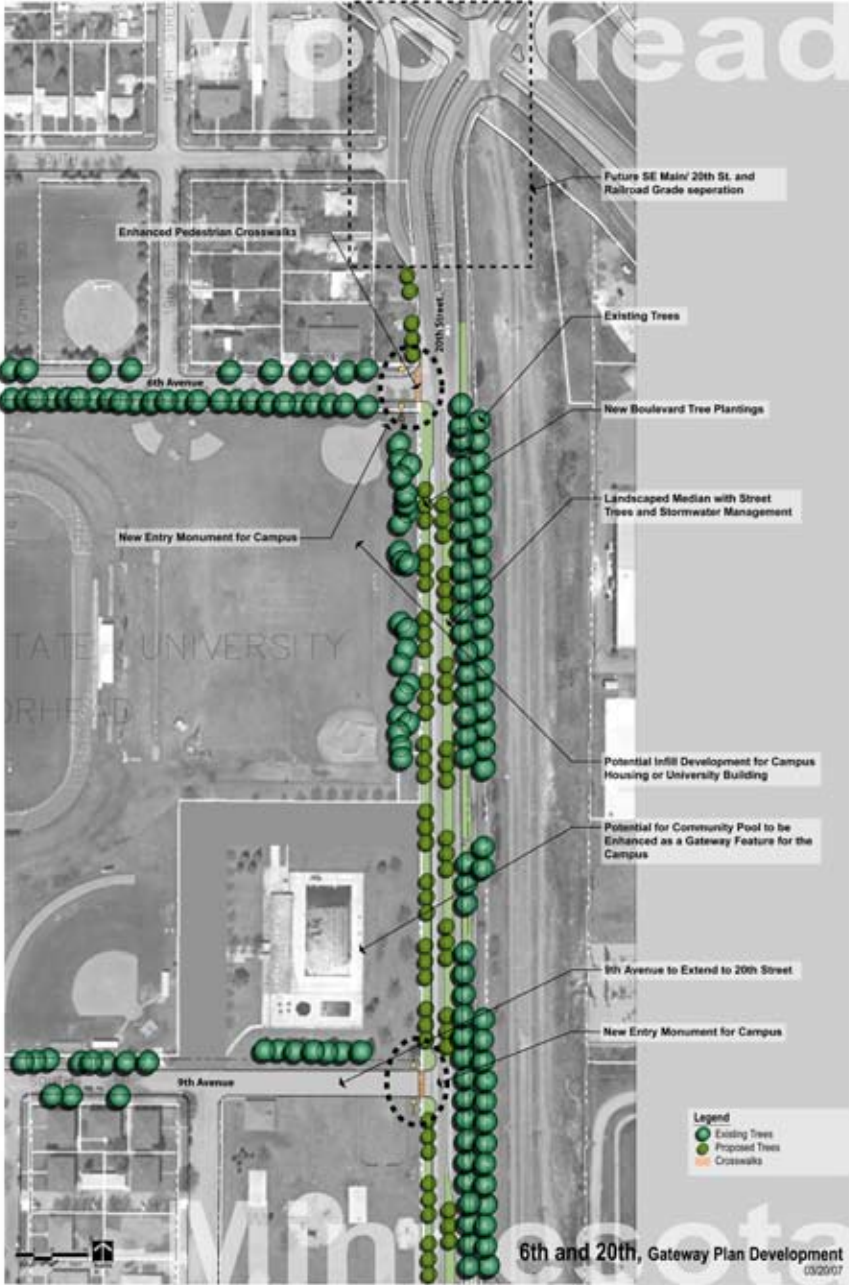 Moorhead
19TH STREET
Future SE Main/ 20th St. and
Railroad Grade seperation
Enhanced Pedestrian Crosswalks
20th Street
Existing Trees
6th Avenue
New Boulevard Tree Plantings
Landscaped Median with Street
Trees and Stormwater Management
New Entry Monument for Campus
STATE UNIVERSITY
MOORHEAD
Potential Infill Development for Campus
Housing or University Building
Potential for Community Pool to be
Enhanced as a Gateway Feature for the
Campus
9th Avenue to Extend to 20th Street
New Entry Monument for Campus
9th Avenue
Legend
Existing Trees
Proposed Trees
Crosswalks
Minnesota
6th and 20th, Gateway Plan Development
03/20/07